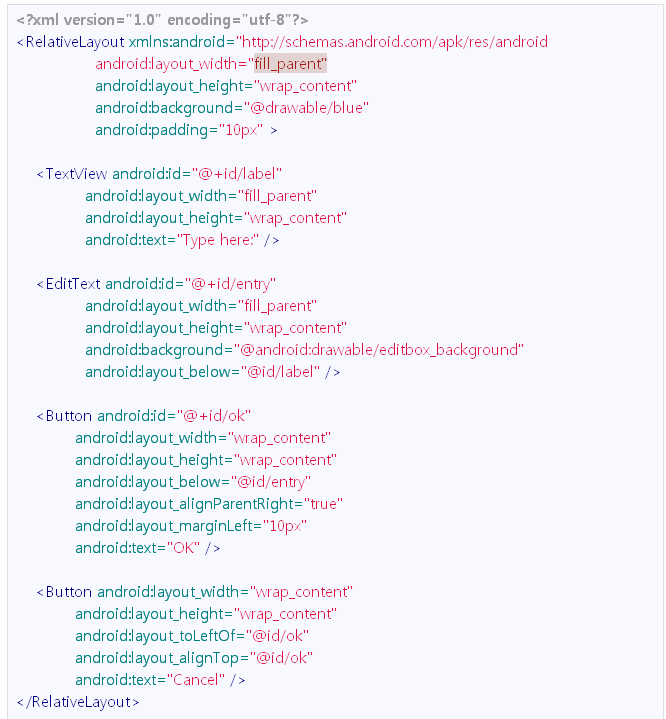 <?xml version="1.0" encoding="utf-8"?>
<RelativeLayout xmlns:android="http://schemas.android.com/apk/res/android
android:layout_width="fill_parent"
android:layout_height="wrap_content"
android:background="@drawable/blue"
android:padding="10px" >
<TextView android:id="@+id/label"
android:layout_width="fill_parent"
android:layout_height="wrap_content"
android:text="Type here:" />
<EditText android:id="@+id/entry"
android:layout_width="fill_parent"
android:layout_height="wrap_content"
android:background="@android:drawable/editbox_background"
android:layout_below="@id/label" />
<Button android:id="@+id/ok"
android:layout_width="wrap_content"
android:layout_height="wrap_content"
android:layout_below="@id/entry"
android:layout_alignParentRight="true"
android:layout_marginLeft="10px"
android:text="OK" />
<Button android:layout_width="wrap_content"
android:layout_height="wrap_content"
android:layout_toLeftOf="@id/ok"
android:layout_alignTop="@id/ok"
android:text="Cancel" />
</RelativeLayout>